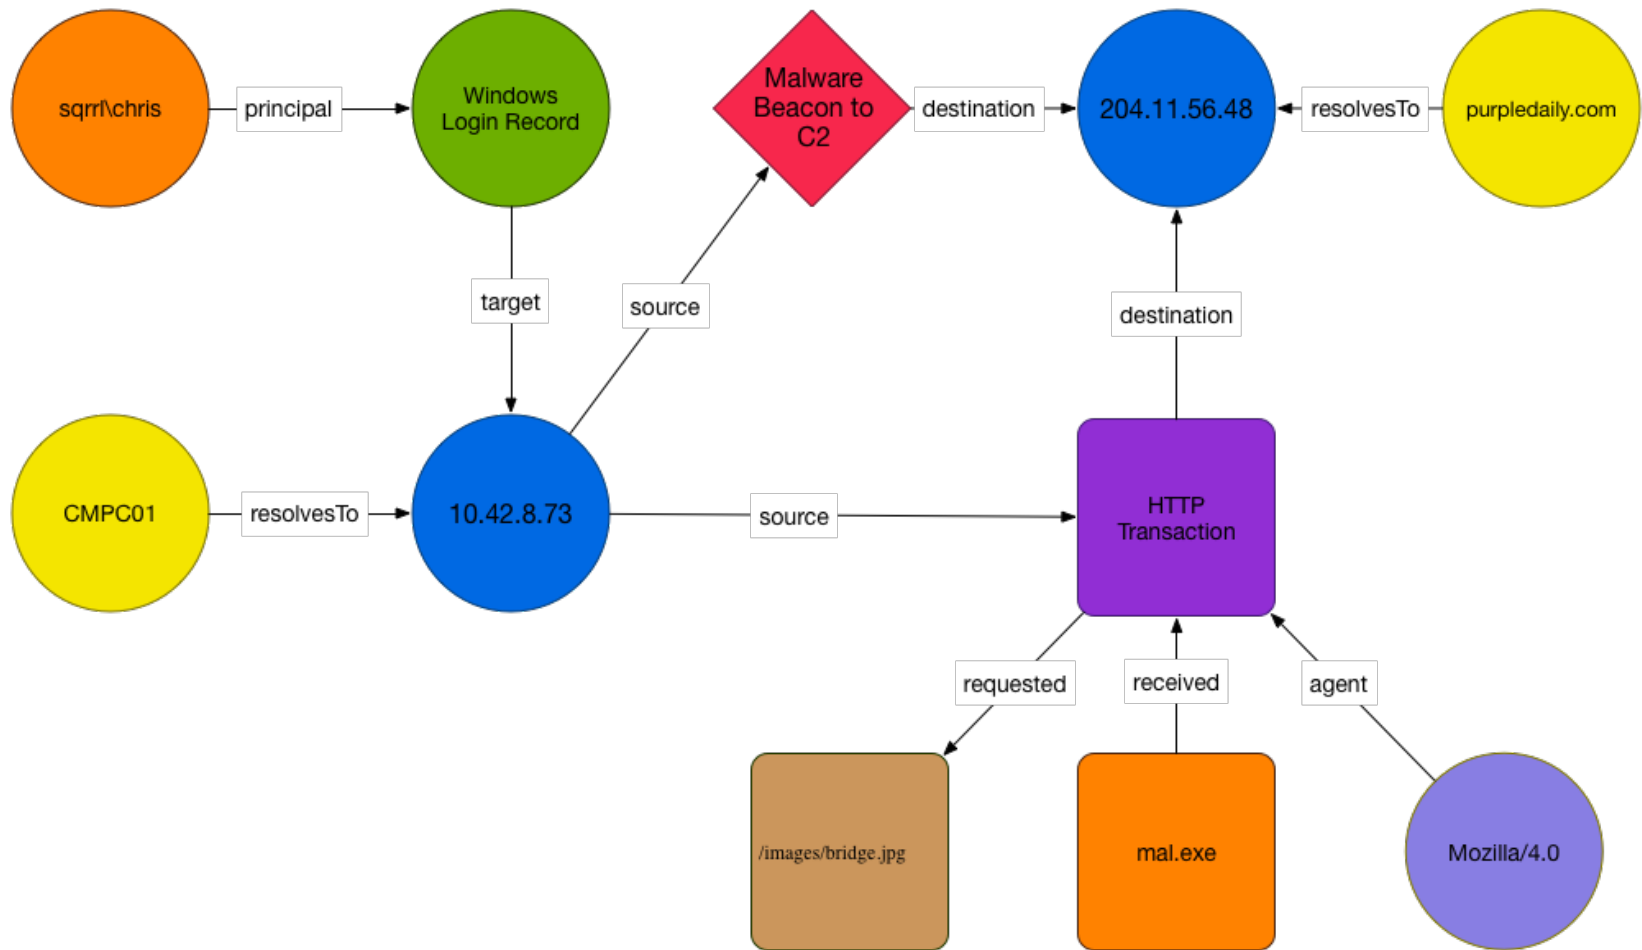 sqrrl\chris
principal
Windows
Login Record
Malware
Beacon to
C2
destination
204.11.56.48
resolvesTo
purpledaily.com
target
source
destination
CMPC01
resolvesTo
10.42.8.73
source
HTTP
Transaction
requested
received
agent
/images/bridge.jpg
mal.exe
Mozilla/4.0